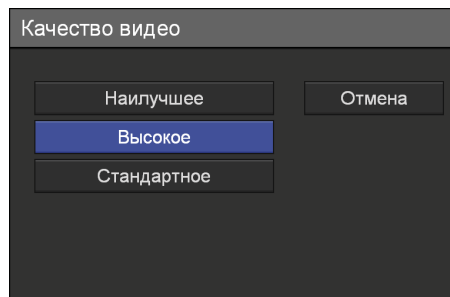 Качество видео
Наилучшее
Отмена
Высокое
Стандартное